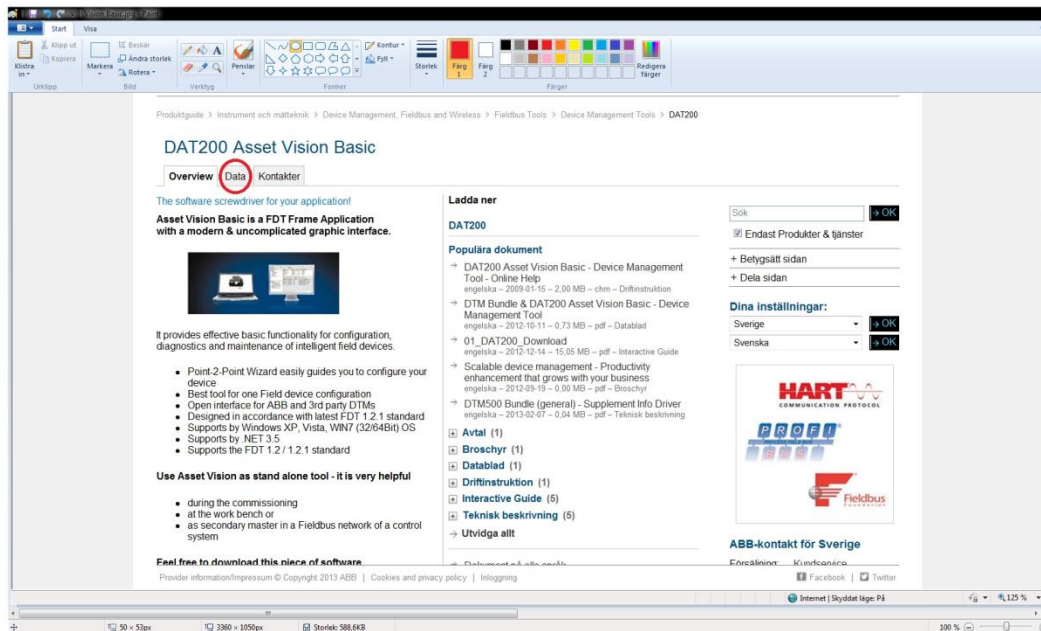 Vision Basic.jpg - Paint
Start Visa
Klistra in
Klipp ut
Kopiera
Urklipp
Markera
Beskär
Ändra storlek
Rotera
Bild
Verktyg
Penslar
Former
Kontur
Fyll
Storlek
Färg 1
Färg 2
Redigera färger
Färger
Produktguide > Instrument och mätteknik > Device Management, Fieldbus and Wireless > Fieldbus Tools > Device Management Tools > DAT200
DAT200 Asset Vision Basic
Overview Data Kontakter
The software screwdriver for your application!
Asset Vision Basic is a FDT Frame Application
with a modern & uncomplicated graphic interface.
It provides effective basic functionality for configuration,
diagnostics and maintenance of intelligent field devices.
Point-2-Point Wizard easily guides you to configure your
device
Best tool for one Field device configuration
Open interface for ABB and 3rd party DTMs
Designed in accordance with latest FDT 1.2.1 standard
Supports by Windows XP, Vista, WIN7 (32/64Bit) OS
Supports by .NET 3.5
Supports the FDT 1.2 / 1.2.1 standard
Use Asset Vision as stand alone tool - it is very helpful
during the commissioning
at the work bench or
as secondary master in a Fieldbus network of a control
system
Feel free to download this piece of software
Ladda ner
DAT200
Populära dokument
→ DAT200 Asset Vision Basic - Device Management
Tool - Online Help
engelska – 2009-01-15 – 2,00 MB – chm – Driftinstruktion
→ DTM Bundle & DAT200 Asset Vision Basic - Device
Management Tool
engelska – 2012-10-11 – 0,73 MB – pdf – Datablad
→ 01_DAT200_Download
engelska – 2012-12-14 – 15,05 MB – pdf – Interactive Guide
→ Scalable device management - Productivity
enhancement that grows with your business
engelska – 2012-09-19 – 0,00 MB – pdf – Broschyr
→ DTM500 Bundle (general) - Supplement Info Driver
engelska – 2013-02-07 – 0,04 MB – pdf – Teknisk beskrivning
+ Avtal (1)
+ Broschyr (1)
+ Datablad (1)
+ Driftinstruktion (1)
+ Interactive Guide (5)
+ Teknisk beskrivning (5)
→ Utvidga allt
→ Dokument på alla språk
Sök → OK
Endast Produkter & tjänster
+ Betygsätt sidan
+ Dela sidan
Dina inställningar:
Sverige → OK
Svenska → OK
HART
COMMUNICATION PROTOCOL
PROFI
BUS
Fieldbus
Foundation
ABB-kontakt för Sverige
Försäljning: Kundservice
Provider information/Impressum © Copyright 2013 ABB | Cookies and privacy policy | Inloggning
Facebook | Twitter
Internet | Skyddat läge: På 125 %
50 × 53px 3360 × 1050px Storlek: 588,6KB 100 %